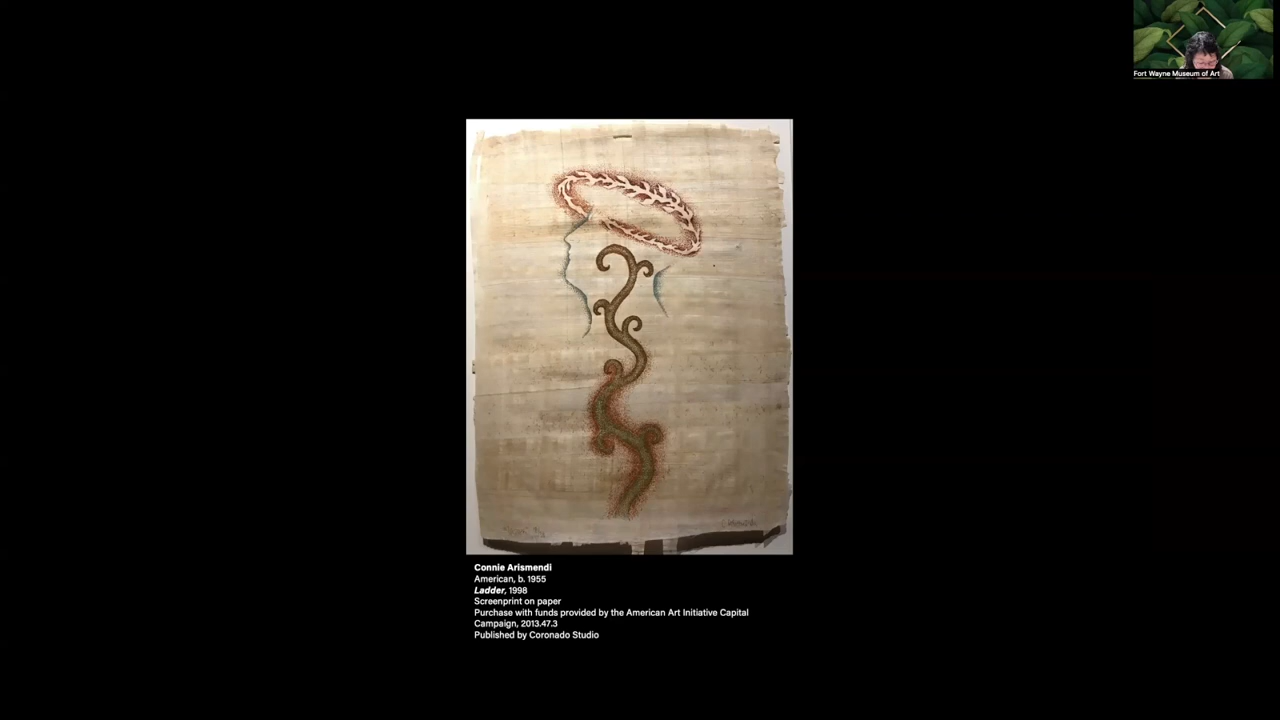 Fort Wayne Museum of Art
Connie Arismendi
American, b. 1955
Ladder, 1998
Screenprint on paper
Purchase with funds provided by the American Art Initiative Capital
Campaign, 2013.47.3
Published by Coronado Studio